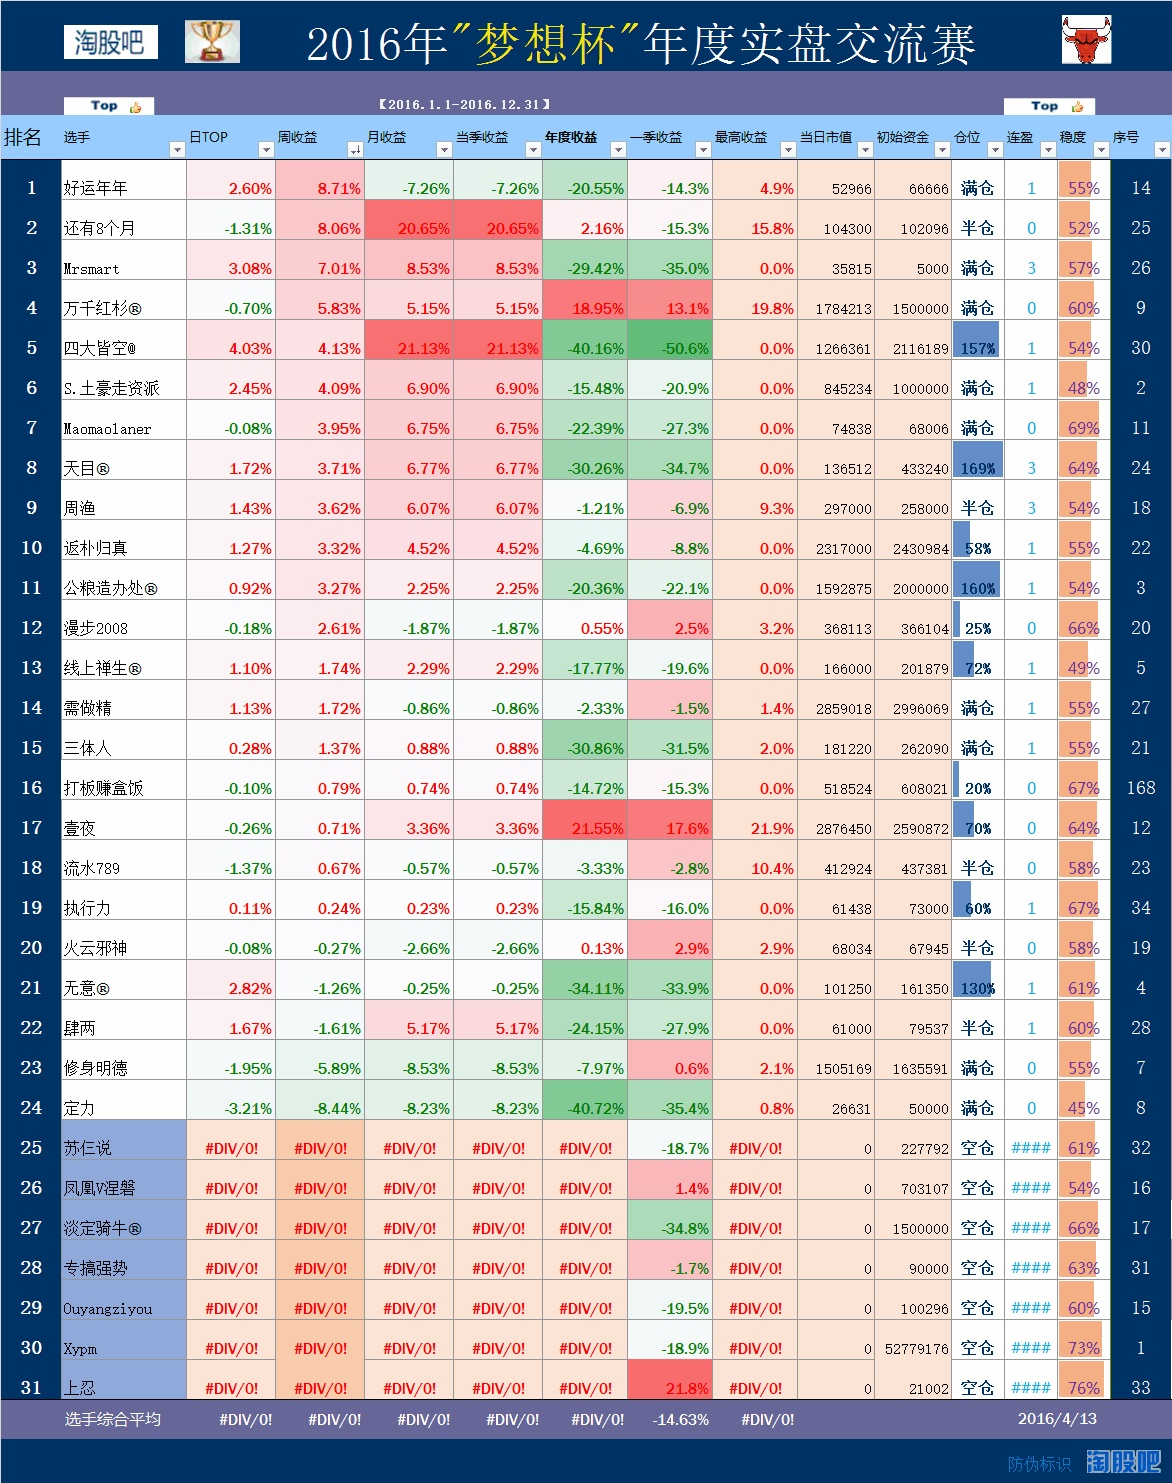 淘股吧 2016年"梦想杯"年度实盘交流赛
【2016.1.1-2016.12.31】
Top Top
排名 选手 日TOP 周收益 月收益 当季收益 年度收益 一季收益 最高收益 当日市值 初始资金 仓位 连盈 稳度 序号
1 好运年年 2.60% 8.71% -7.26% -7.26% -20.55% -14.3% 4.9% 52966 66666 满仓 1 55% 14
2 还有8个月 -1.31% 8.06% 20.65% 20.65% 2.16% -15.3% 15.8% 104300 102096 半仓 0 52% 25
3 Mrsmart 3.08% 7.01% 8.53% 8.53% -29.42% -35.0% 0.0% 35815 5000 满仓 3 57% 26
4 万千红杉® -0.70% 5.83% 5.15% 5.15% 18.95% 13.1% 19.8% 1784213 1500000 满仓 0 60% 9
5 四大皆空@ 4.03% 4.13% 21.13% 21.13% -40.16% -50.6% 0.0% 1266361 2116189 157% 1 54% 30
6 S.土豪走资派 2.45% 4.09% 6.90% 6.90% -15.48% -20.9% 0.0% 845234 1000000 满仓 1 48% 2
7 Maomaolaner -0.08% 3.95% 6.75% 6.75% -22.39% -27.3% 0.0% 74838 68006 满仓 0 69% 11
8 天目® 1.72% 3.71% 6.77% 6.77% -30.26% -34.7% 0.0% 136512 433240 169% 3 64% 24
9 周渔 1.43% 3.62% 6.07% 6.07% -1.21% -6.9% 9.3% 297000 258000 半仓 3 54% 18
10 返朴归真 1.27% 3.32% 4.52% 4.52% -4.69% -8.8% 0.0% 2317000 2430984 58% 1 55% 22
11 公粮造办处® 0.92% 3.27% 2.25% 2.25% -20.36% -22.1% 0.0% 1592875 2000000 160% 1 54% 3
12 漫步2008 -0.18% 2.61% -1.87% -1.87% 0.55% 2.5% 3.2% 368113 366104 25% 0 66% 20
13 线上禅生® 1.10% 1.74% 2.29% 2.29% -17.77% -19.6% 0.0% 166000 201879 72% 1 49% 5
14 需做精 1.13% 1.72% -0.86% -0.86% -2.33% -1.5% 1.4% 2859018 2996069 满仓 1 55% 27
15 三体人 0.28% 1.37% 0.88% 0.88% -30.86% -31.5% 2.0% 181220 262090 满仓 1 55% 21
16 打板赚盒饭 -0.10% 0.79% 0.74% 0.74% -14.72% -15.3% 0.0% 518524 608021 20% 0 67% 168
17 壹夜 -0.26% 0.71% 3.36% 3.36% 21.55% 17.6% 21.9% 2876450 2590872 70% 0 64% 12
18 流水789 -1.37% 0.67% -0.57% -0.57% -3.33% -2.8% 10.4% 412924 437381 半仓 0 58% 23
19 执行力 0.11% 0.24% 0.23% 0.23% -15.84% -16.0% 0.0% 61438 73000 60% 1 67% 34
20 火云邪神 -0.08% -0.27% -2.66% -2.66% 0.13% 2.9% 2.9% 68034 67945 半仓 0 58% 19
21 无意® 2.82% -1.26% -0.25% -0.25% -34.11% -33.9% 0.0% 101250 161350 130% 1 61% 4
22 肆两 1.67% -1.61% 5.17% 5.17% -24.15% -27.9% 0.0% 61000 79537 半仓 1 60% 28
23 修身明德 -1.95% -5.89% -8.53% -8.53% -7.97% 0.6% 2.1% 1505169 1635591 满仓 0 55% 7
24 定力 -3.21% -8.44% -8.23% -8.23% -40.72% -35.4% 0.8% 26631 50000 满仓 0 45% 8
25 苏仨说 #DIV/0! #DIV/0! #DIV/0! #DIV/0! #DIV/0! -18.7% #DIV/0! 0 227792 空仓 #### 61% 32
26 凤凰V涅磐 #DIV/0! #DIV/0! #DIV/0! #DIV/0! #DIV/0! 1.4% #DIV/0! 0 703107 空仓 #### 54% 16
27 淡定骑牛® #DIV/0! #DIV/0! #DIV/0! #DIV/0! #DIV/0! -34.8% #DIV/0! 0 1500000 空仓 #### 66% 17
28 专搞强势 #DIV/0! #DIV/0! #DIV/0! #DIV/0! #DIV/0! -1.7% #DIV/0! 0 90000 空仓 #### 63% 31
29 Ouyangziyou #DIV/0! #DIV/0! #DIV/0! #DIV/0! #DIV/0! -19.5% #DIV/0! 0 100296 空仓 #### 60% 15
30 Xypm #DIV/0! #DIV/0! #DIV/0! #DIV/0! #DIV/0! -18.9% #DIV/0! 0 52779176 空仓 #### 73% 1
31 上忍 #DIV/0! #DIV/0! #DIV/0! #DIV/0! #DIV/0! 21.8% #DIV/0! 0 21002 空仓 #### 76% 33
选手综合平均 #DIV/0! #DIV/0! #DIV/0! #DIV/0! #DIV/0! -14.63% #DIV/0! 2016/4/13
防伪标识 淘股吧